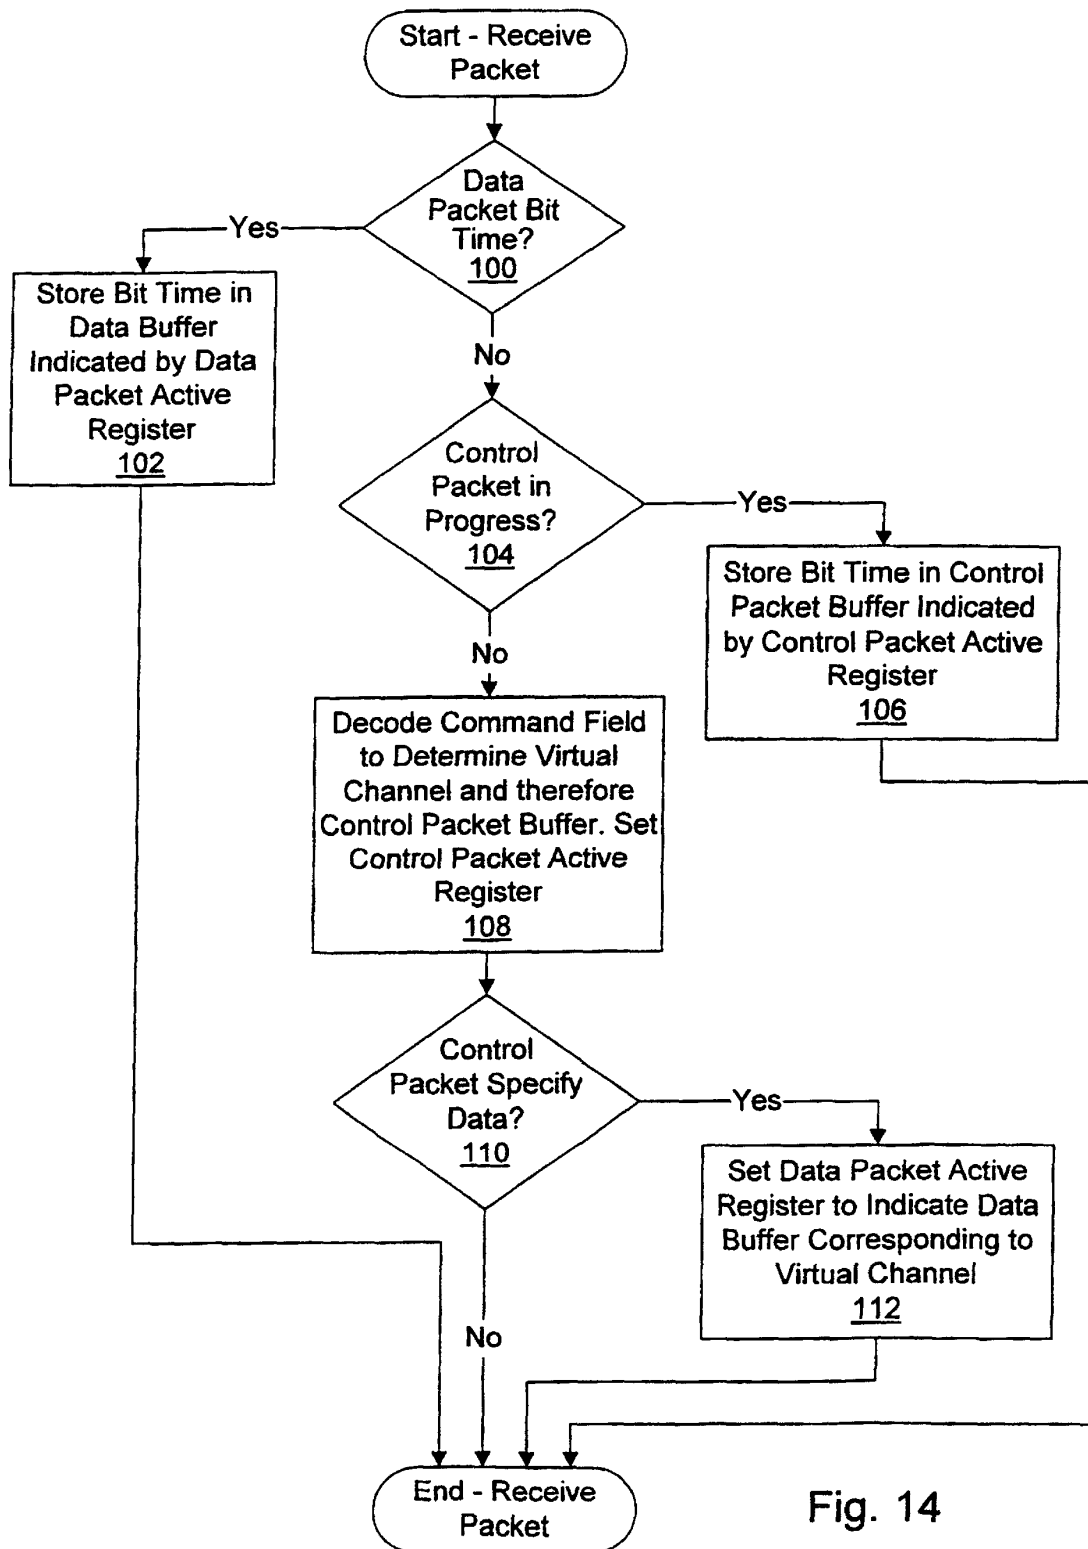 Start - Receive
Packet
Data
Packet Bit
Time?
100
Yes
Store Bit Time in
Data Buffer
Indicated by Data
Packet Active
Register
102
No
Control
Packet in
Progress?
104
Yes
Store Bit Time in Control
Packet Buffer Indicated
by Control Packet Active
Register
106
No
Decode Command Field
to Determine Virtual
Channel and therefore
Control Packet Buffer. Set
Control Packet Active
Register
108
Control
Packet Specify
Data?
110
Yes
Set Data Packet Active
Register to Indicate Data
Buffer Corresponding to
Virtual Channel
112
No
End - Receive
Packet
Fig. 14